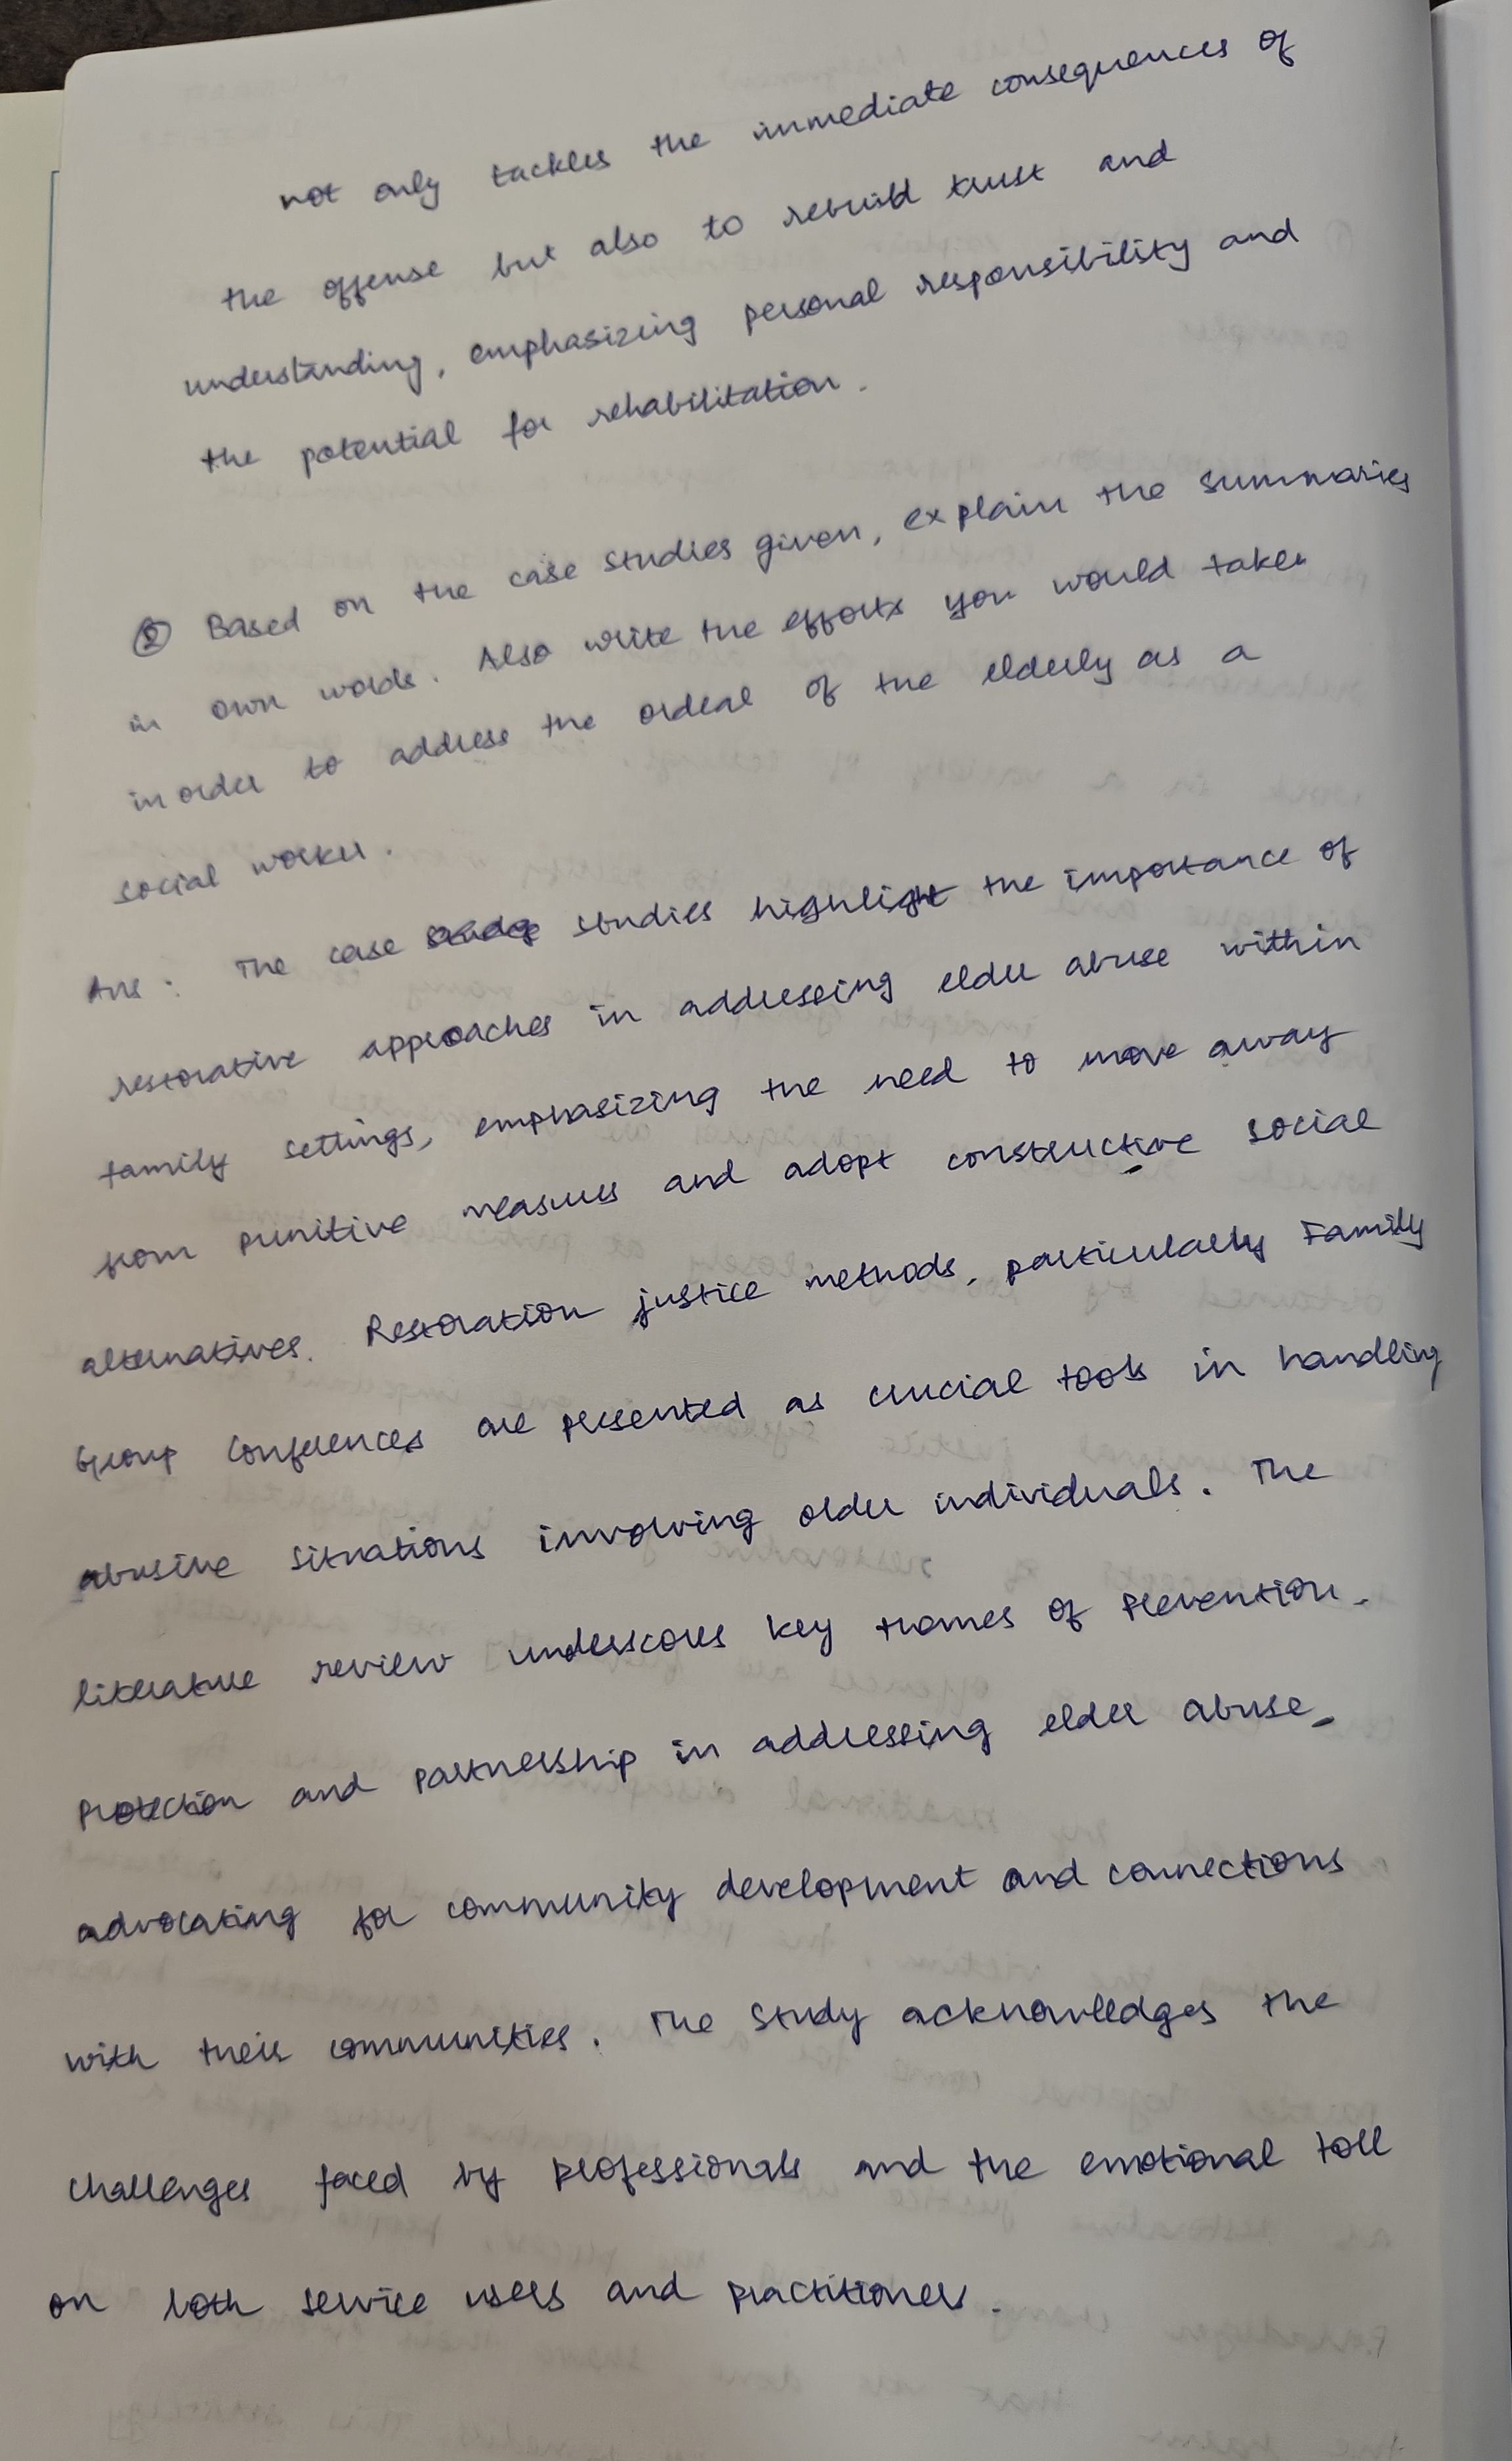 not only tackles the immediate consequences of
the offense but also to rebuild trust and
understanding, emphasizing personal responsibility and
the potential for rehabilitation.
② Based on the case studies given, explain the summaries
in own words. Also write the efforts you would take
in order to address the ordeal of the elderly as a
social worker.
Ans: The case studies highlight the importance of
restorative approaches in addressing elder abuse within
family settings, emphasizing the need to move away
from punitive measures and adopt constructive social
alternatives. Restoration justice methods, particularly Family
Group Conferences are presented as crucial tools in handling
abusive situations involving older individuals. The
literature review underscores key themes of prevention.
protection and partnership in addressing elder abuse,
advocating for community development and connections
with their communities. The Study acknowledges the
challenges faced by professionals and the emotional toll
on both service users and practitioners.